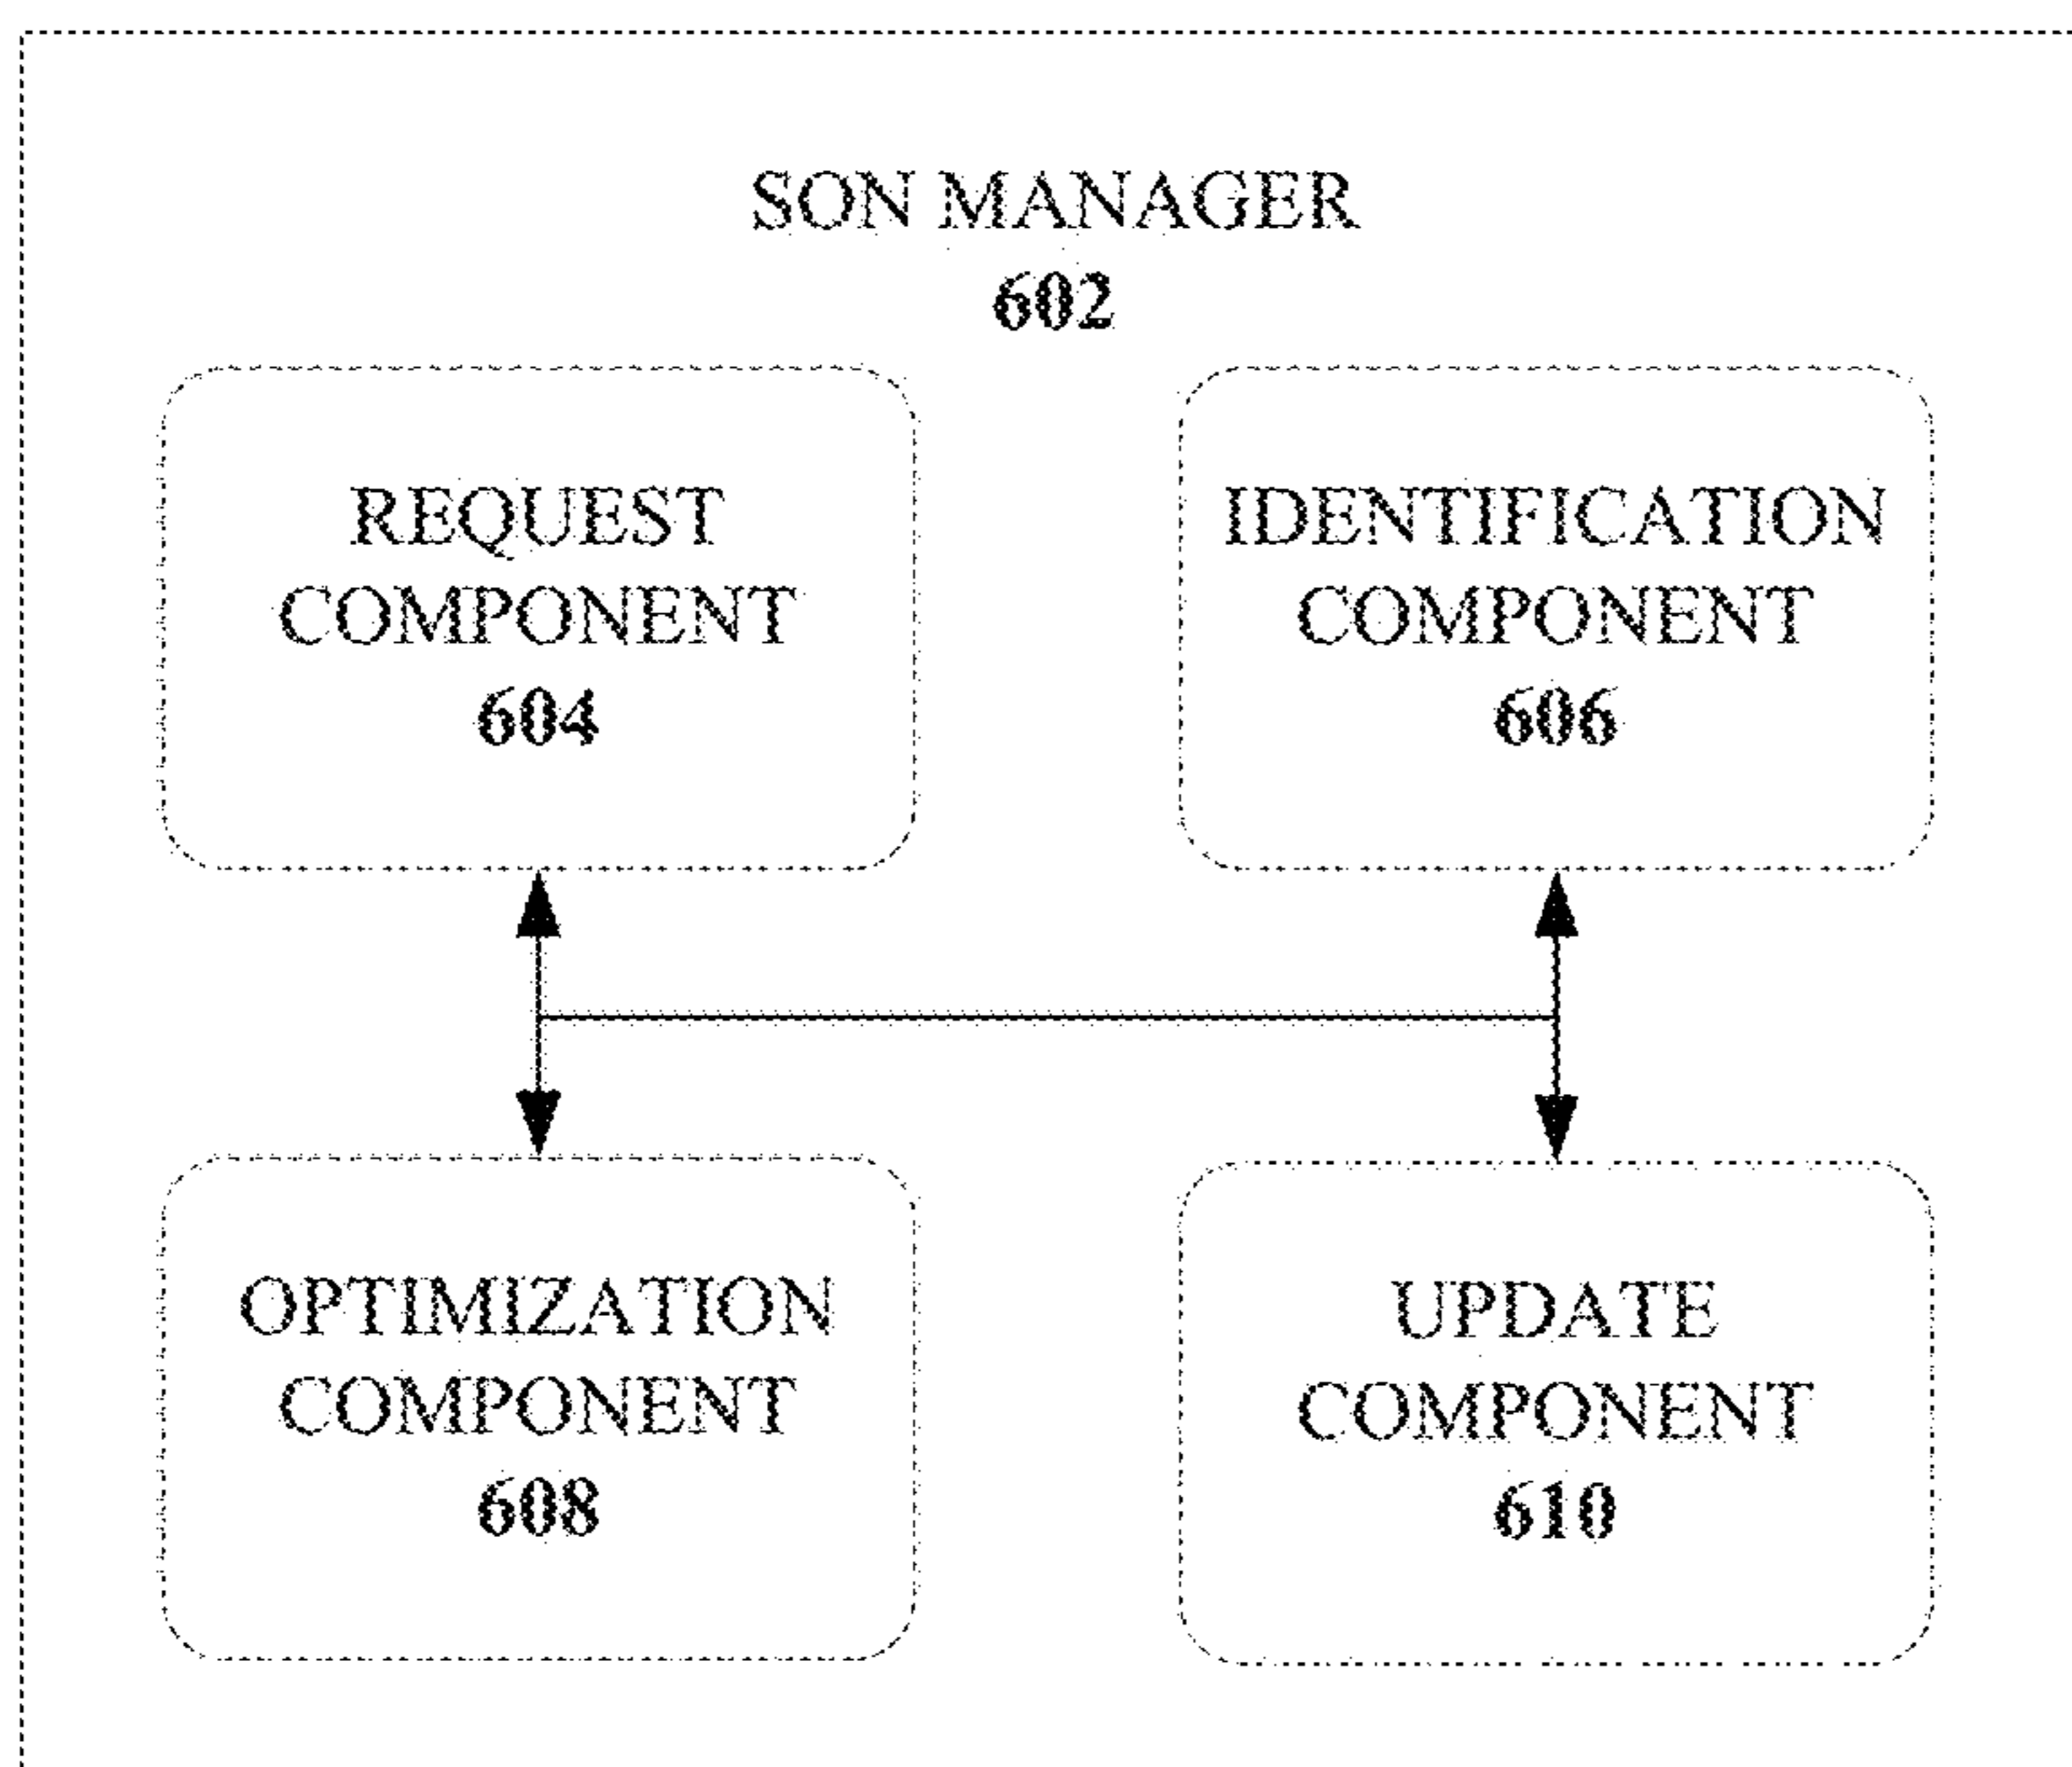 SON MANAGER
602
REQUEST
COMPONENT
604
IDENTIFICATION
COMPONENT
606
OPTIMIZATION
COMPONENT
608
UPDATE
COMPONENT
610